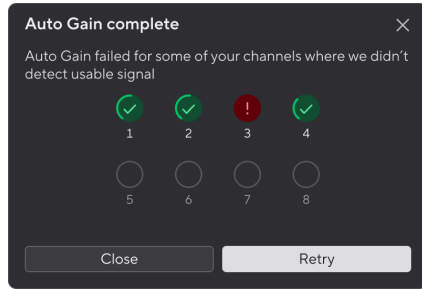 Auto Gain complete
Auto Gain failed for some of your channels where we didn't
detect usable signal
!
1 2 3 4
5 6 7 8
Close Retry